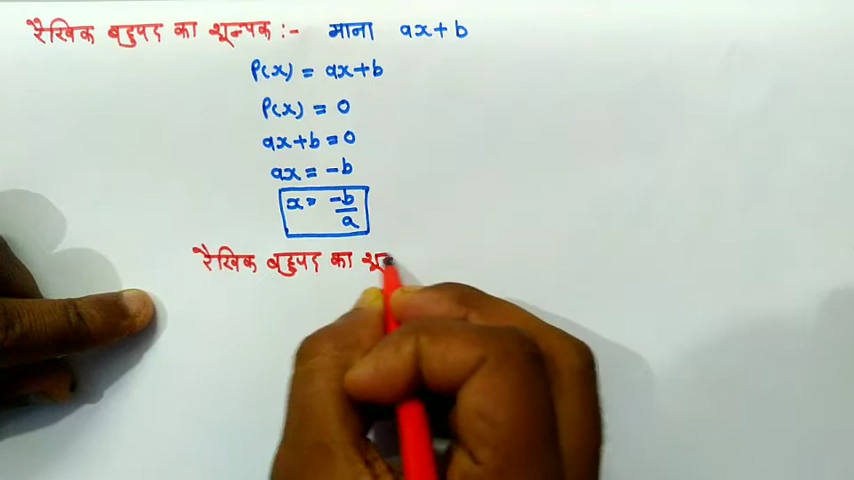 रैखिक बहुपद का शून्यक :- माना ax+b
P(x) = ax+b
P(x) = 0
ax+b = 0
ax = -b
x = -b/a
रैखिक बहुपद का